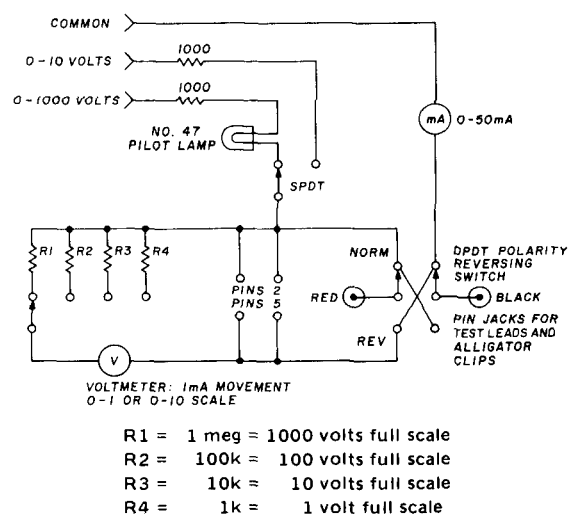 COMMON
1000
0-10 VOLTS
1000
0-1000 VOLTS
NO. 47
PILOT LAMP
mA
0-50mA
SPDT
R1
R2
R3
R4
NORM
DPDT POLARITY
REVERSING
SWITCH
PINS 2
PINS 5
RED
BLACK
REV
PIN JACKS FOR
TEST LEADS AND
ALLIGATOR
CLIPS
V
VOLTMETER: 1mA MOVEMENT
0-1 OR 0-10 SCALE
R1 = 1 meg = 1000 volts full scale
R2 = 100k = 100 volts full scale
R3 = 10k = 10 volts full scale
R4 = 1k = 1 volt full scale